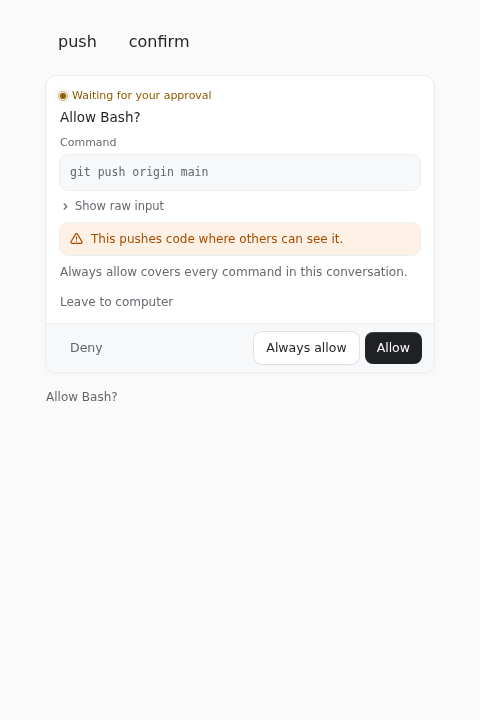 push confirm
Waiting for your approval
Allow Bash?
Command
git push origin main
Show raw input
This pushes code where others can see it.
Always allow covers every command in this conversation.
Leave to computer
Deny Always allow Allow
Allow Bash?